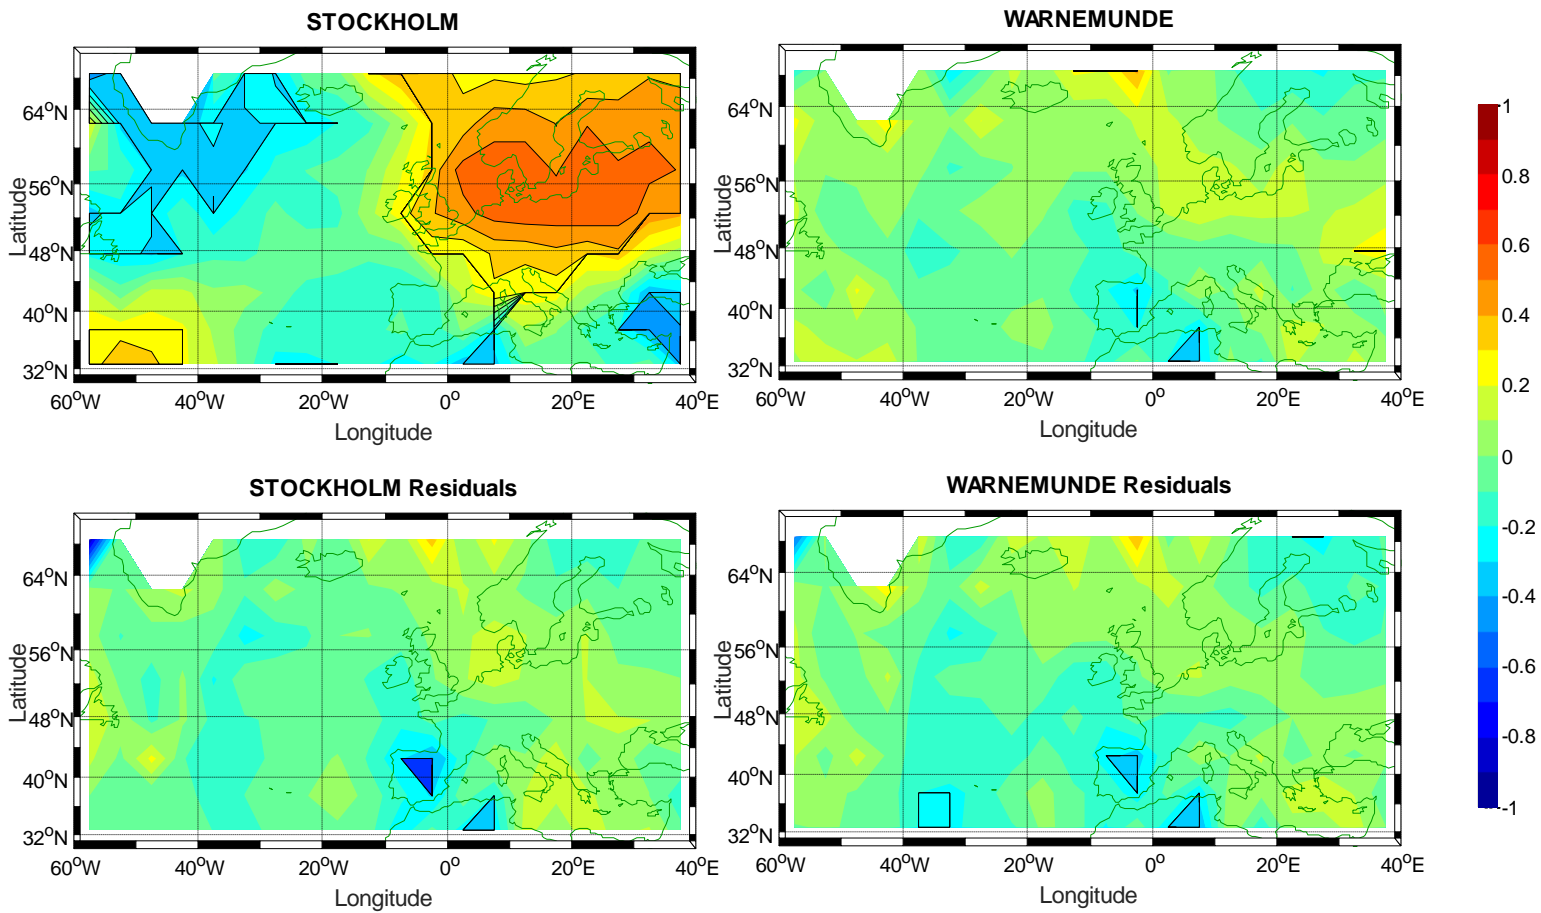 STOCKHOLM
WARNEMUNDE
64°N
56°N
48°N
40°N
32°N
Latitude
60°W 40°W 20°W 0° 20°E 40°E
Longitude
64°N
56°N
48°N
40°N
32°N
Latitude
60°W 40°W 20°W 0° 20°E 40°E
Longitude
STOCKHOLM Residuals
WARNEMUNDE Residuals
64°N
56°N
48°N
40°N
32°N
Latitude
60°W 40°W 20°W 0° 20°E 40°E
Longitude
64°N
56°N
48°N
40°N
32°N
Latitude
60°W 40°W 20°W 0° 20°E 40°E
Longitude
1
0.8
0.6
0.4
0.2
0
-0.2
-0.4
-0.6
-0.8
-1